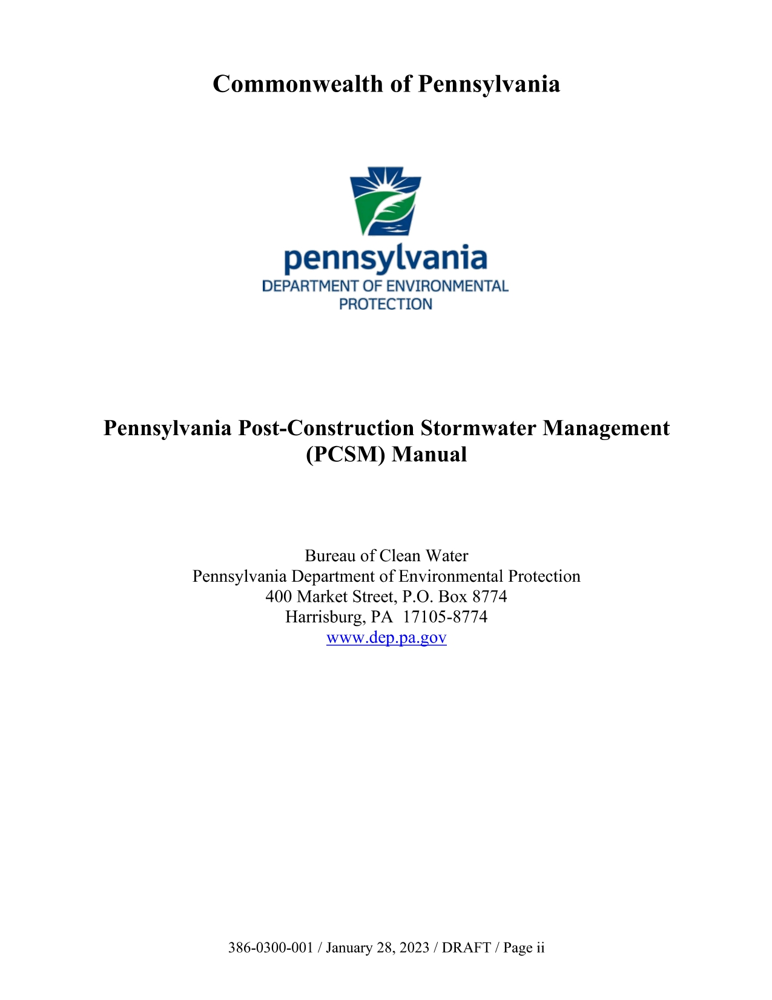 Commonwealth of Pennsylvania
pennsylvania
DEPARTMENT OF ENVIRONMENTAL
PROTECTION
Pennsylvania Post-Construction Stormwater Management
(PCSM) Manual
Bureau of Clean Water
Pennsylvania Department of Environmental Protection
400 Market Street, P.O. Box 8774
Harrisburg, PA  17105-8774
www.dep.pa.gov
386-0300-001 / January 28, 2023 / DRAFT / Page ii